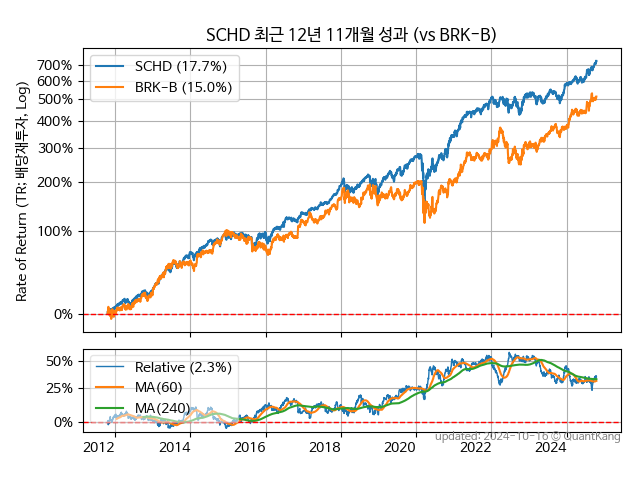 SCHD 최근 12년 11개월 성과 (vs BRK-B)
Rate of Return (TR; 배당재투자, Log)
700%
600%
500%
400%
300%
200%
100%
0%
SCHD (17.7%)
BRK-B (15.0%)
50%
25%
0%
Relative (2.3%)
MA(60)
MA(240)
2012 2014 2016 2018 2020 2022 2024
updated: 2024-10-16 © QuantKang